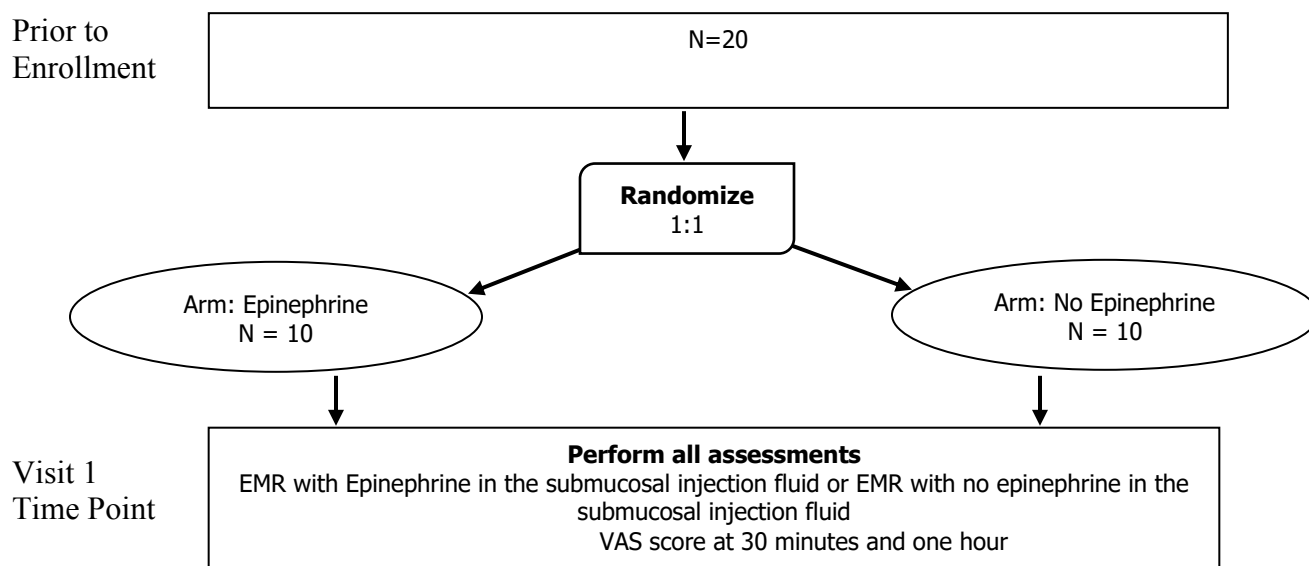 Prior to
Enrollment
N=20
Randomize
1:1
Arm: Epinephrine
N = 10
Arm: No Epinephrine
N = 10
Visit 1
Time Point
Perform all assessments
EMR with Epinephrine in the submucosal injection fluid or EMR with no epinephrine in the
submucosal injection fluid
VAS score at 30 minutes and one hour